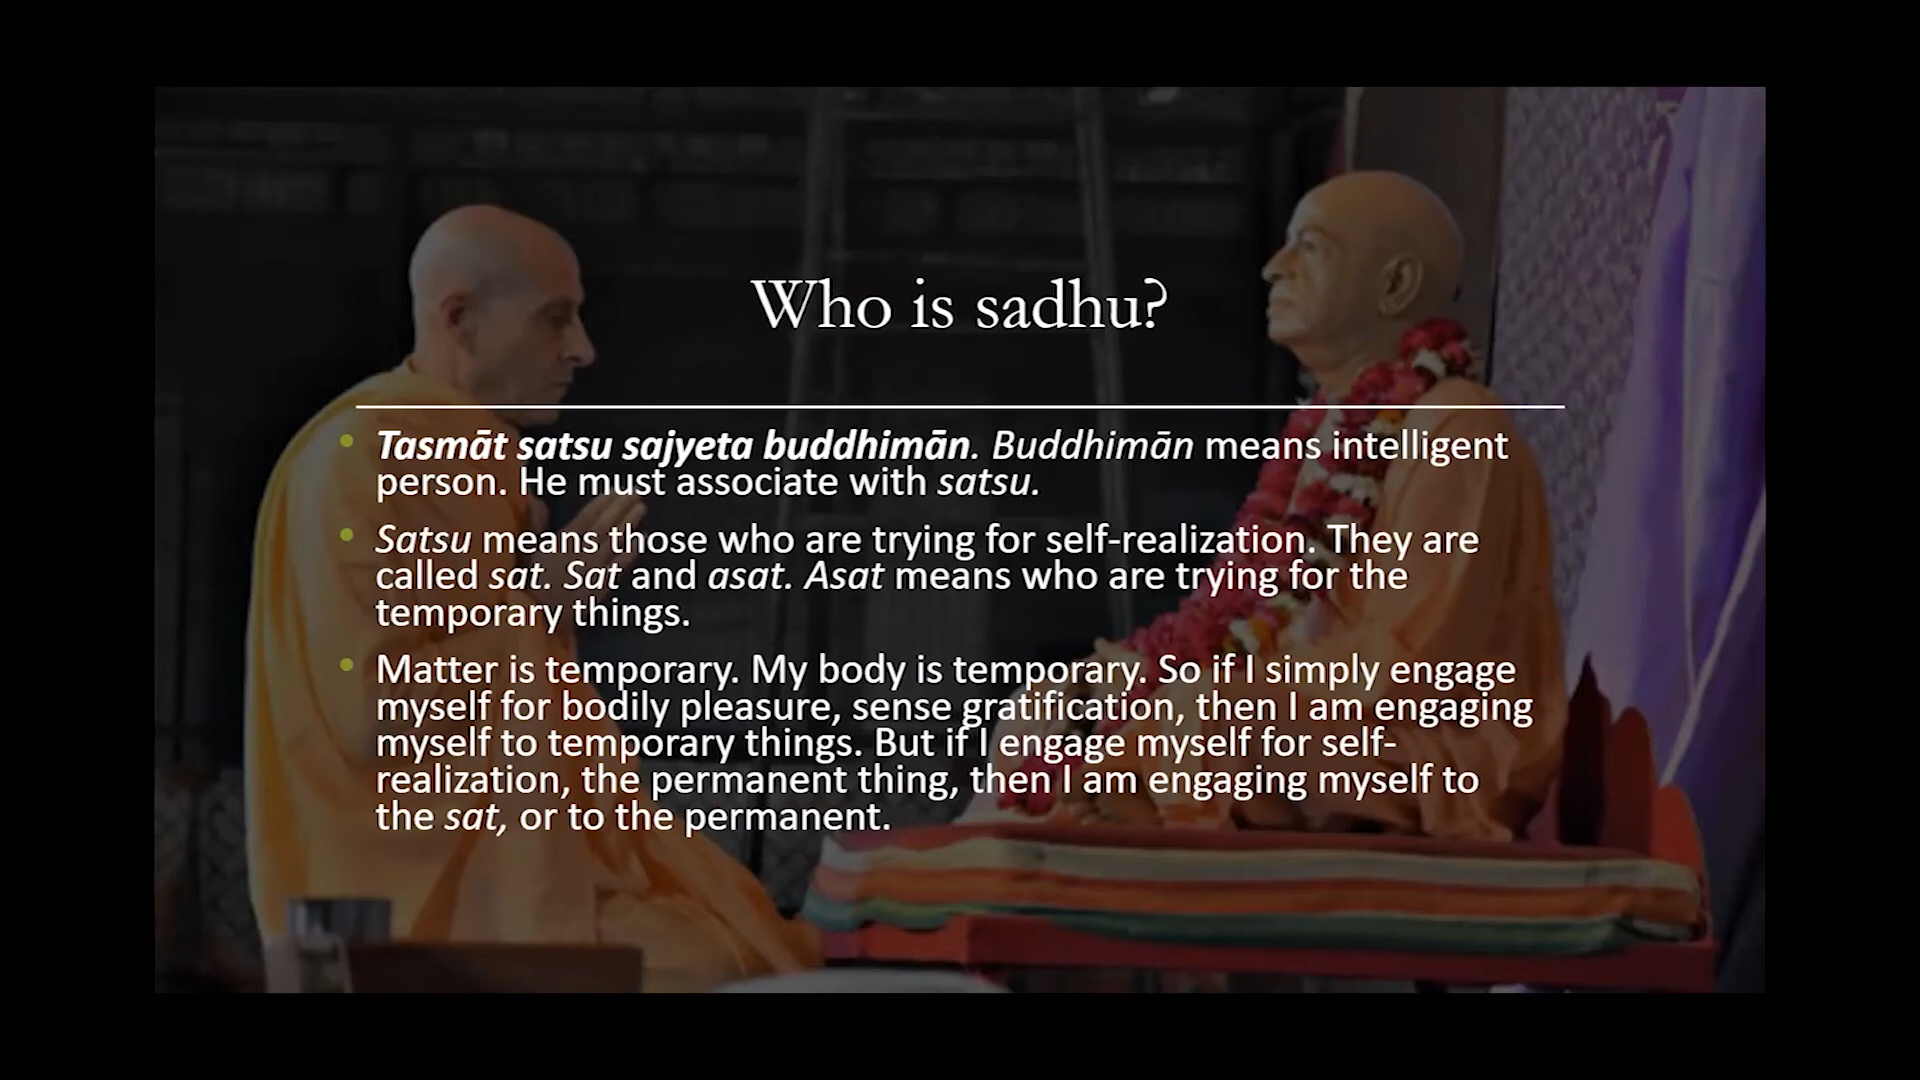 Who is sadhu?
• Tasmāt satsu sajyeta buddhimān. Buddhimān means intelligent
person. He must associate with satsu.
• Satsu means those who are trying for self-realization. They are
called sat. Sat and asat. Asat means who are trying for the
temporary things.
• Matter is temporary. My body is temporary. So if I simply engage
myself for bodily pleasure, sense gratification, then I am engaging
myself to temporary things. But if I engage myself for self-
realization, the permanent thing, then I am engaging myself to
the sat, or to the permanent.